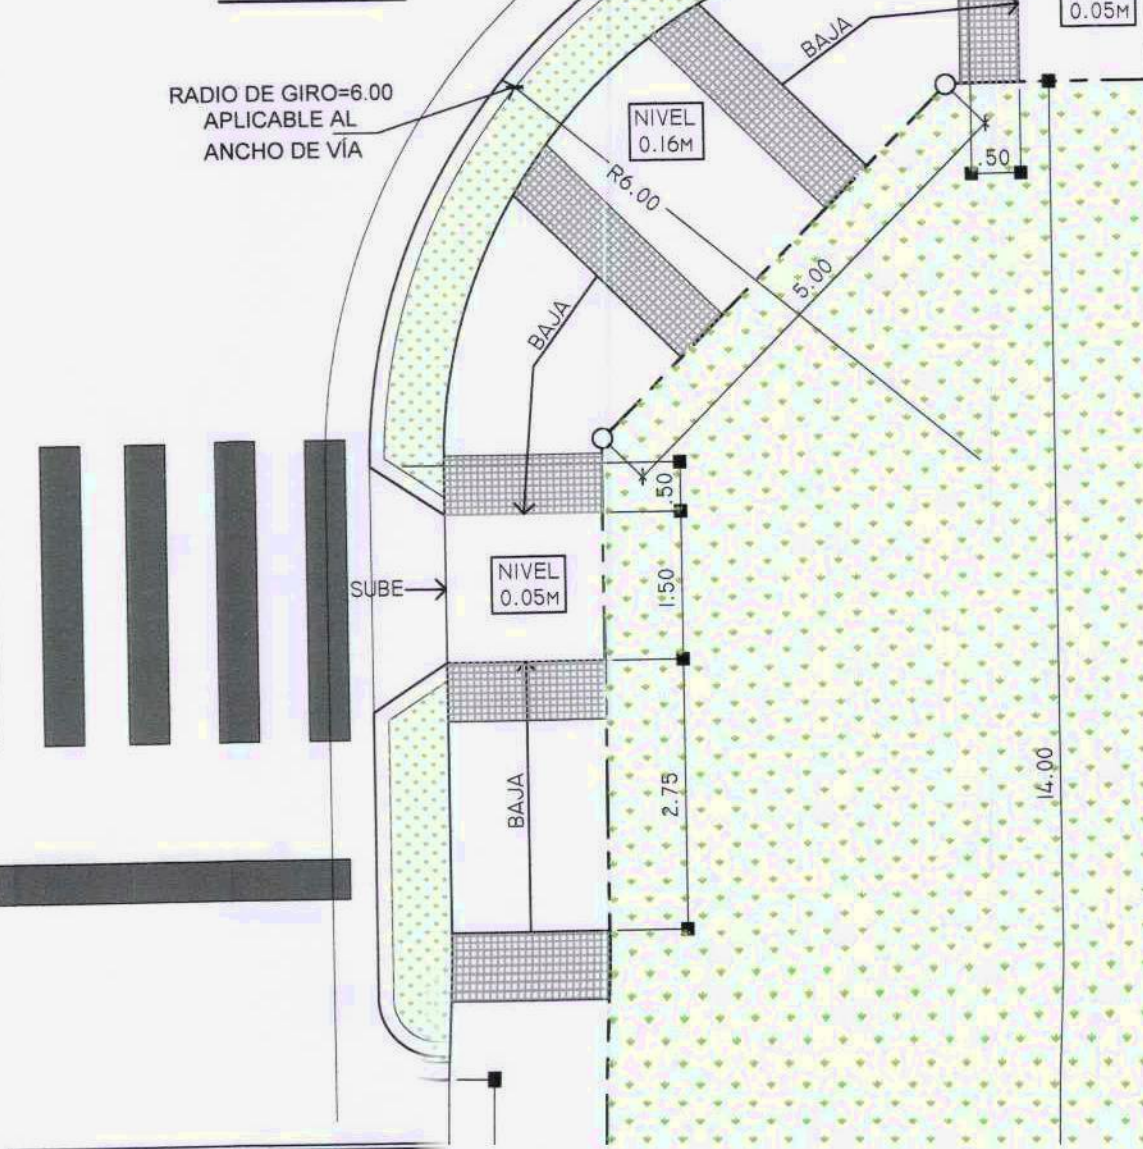 0.05M
BAJA
RADIO DE GIRO=6.00
APLICABLE AL
ANCHO DE VÍA
NIVEL
0.16M
.50
R6.00
5.00
BAJA
.50
SUBE
NIVEL
0.05M
1.50
BAJA
2.75
14.00